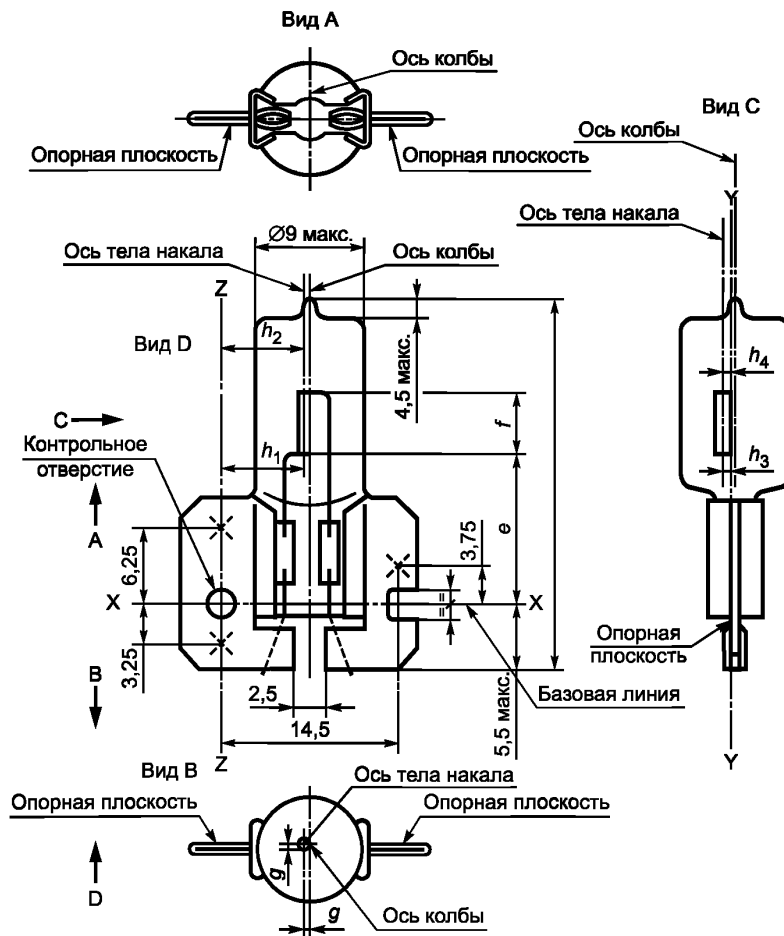 Вид А
Ось колбы
Опорная плоскость
Опорная плоскость
Вид С
Ось колбы
Y
Ось тела накала
∅9 макс.
Ось тела накала
Ось колбы
Z
h2
Вид D
4,5 макс.
f
h4
C
Контрольное
отверстие
h1
h3
A
6,25
e
3,75
X
=
=
X
3,25
B
Опорная
плоскость
Базовая линия
2,5
14,5
5,5 макс.
Z
Y
Вид В
Ось тела накала
Опорная плоскость
Опорная плоскость
g
D
Ось колбы
g